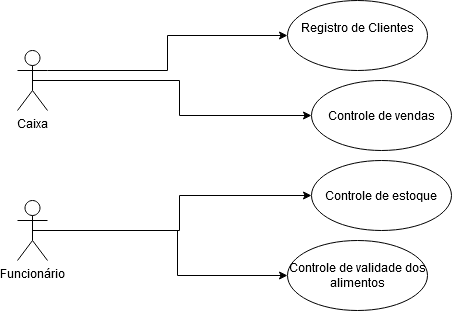 Registro de Clientes
Caixa
Controle de vendas
Controle de estoque
Funcionário
Controle de validade dos
alimentos